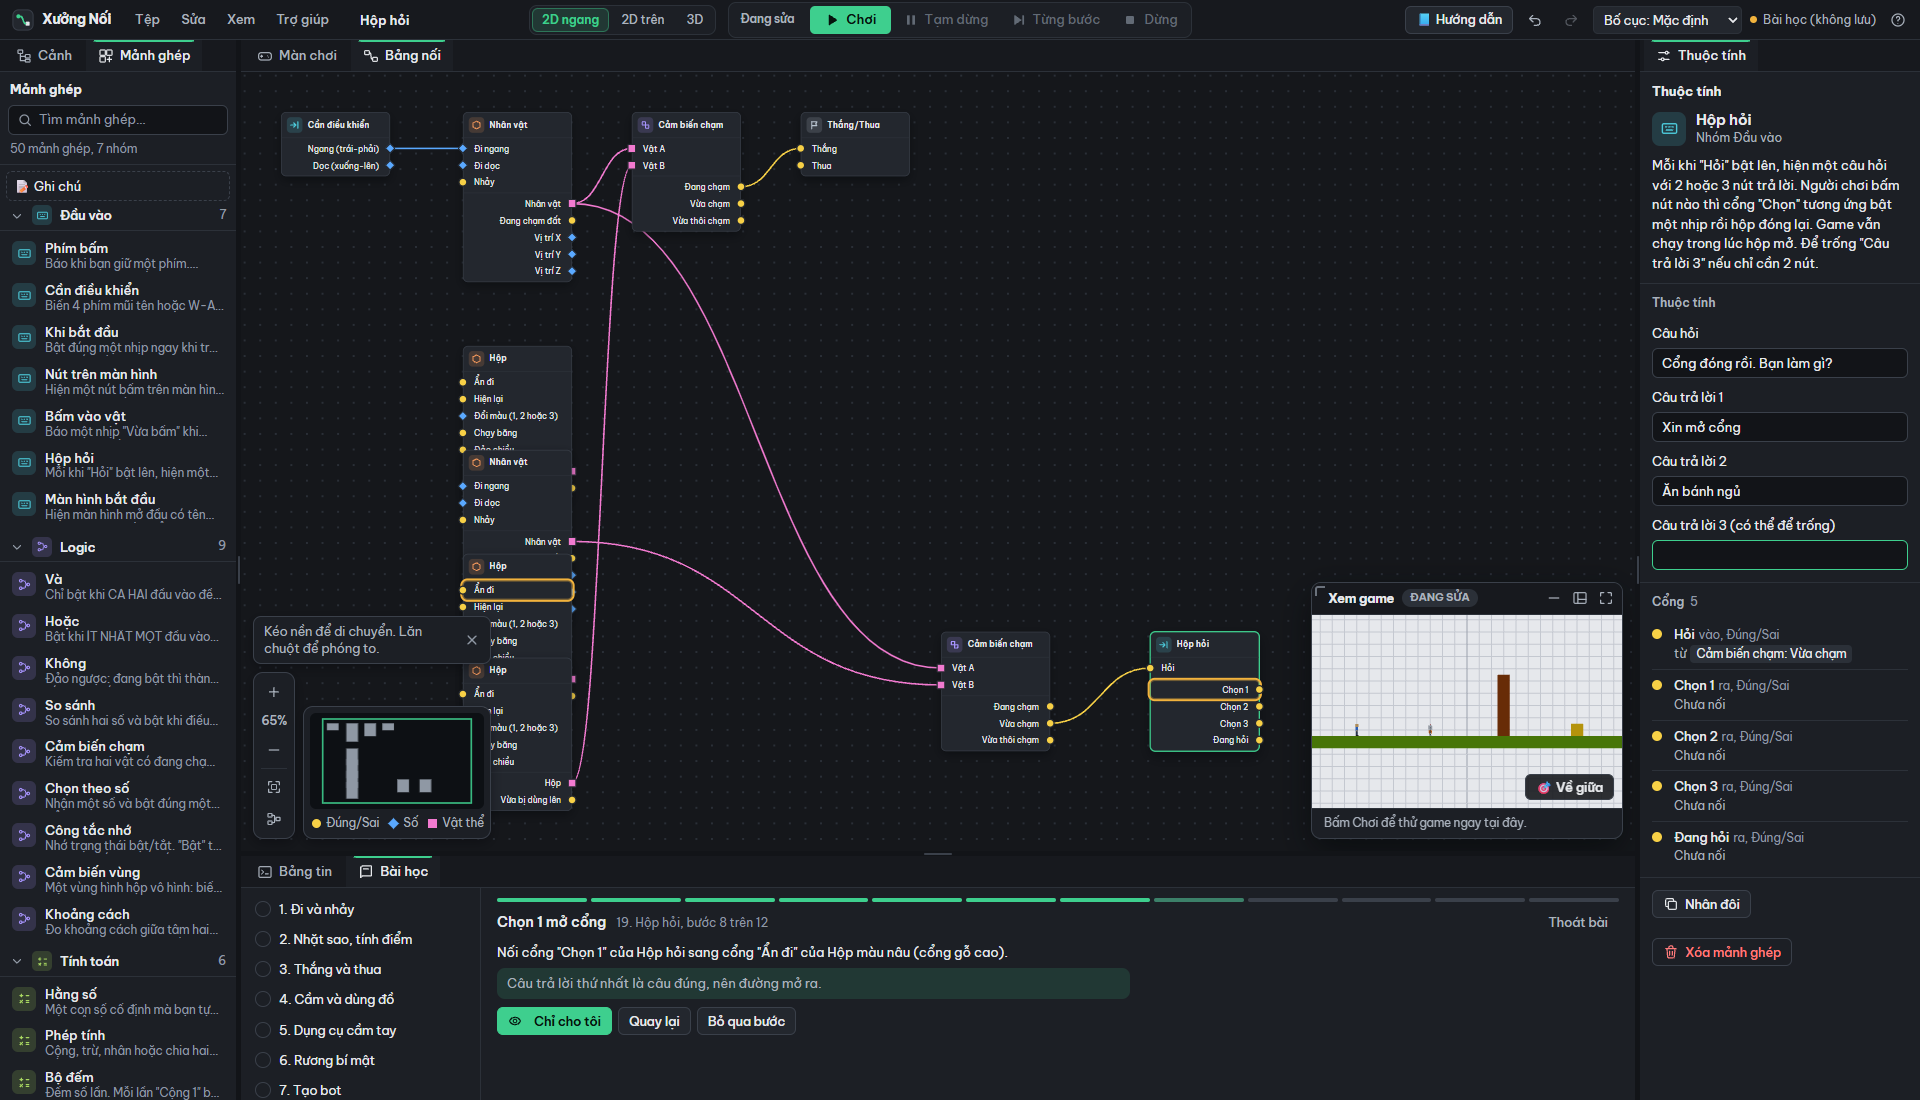 Xưởng Nối
Tệp
Sửa
Xem
Trợ giúp
Hộp hỏi
2D ngang
2D trên
3D
Đang sửa
Chơi
Tạm dừng
Từng bước
Dừng
Hướng dẫn
Bố cục: Mặc định
Bài học (không lưu)
Cảnh
Mảnh ghép
Mảnh ghép
Tìm mảnh ghép...
50 mảnh ghép, 7 nhóm
Ghi chú
Đầu vào 7
Phím bấm
Báo khi bạn giữ một phím....
Cần điều khiển
Biến 4 phím mũi tên hoặc W-A...
Khi bắt đầu
Bật đúng một nhịp ngay khi tr...
Nút trên màn hình
Hiện một nút bấm trên màn hìn...
Bấm vào vật
Báo một nhịp "Vừa bấm" khi...
Hộp hỏi
Mỗi khi "Hỏi" bật lên, hiện một...
Màn hình bắt đầu
Hiện màn hình mở đầu có tên...
Logic 9
Và
Chỉ bật khi CẢ HAI đầu vào đề...
Hoặc
Bật khi ÍT NHẤT MỘT đầu vào...
Không
Đảo ngược: đang bật thì thàn...
So sánh
So sánh hai số và bật khi điều...
Cảm biến chạm
Kiểm tra hai vật có đang chạ...
Chọn theo số
Nhận một số và bật đúng một...
Công tắc nhớ
Nhớ trạng thái bật/tắt. "Bật" t...
Cảm biến vùng
Một vùng hình hộp vô hình: biế...
Khoảng cách
Đo khoảng cách giữa tâm hai...
Tính toán 6
Hằng số
Một con số cố định mà bạn tự...
Phép tính
Cộng, trừ, nhân hoặc chia hai...
Bộ đếm
Đếm số lần. Mỗi lần "Cộng 1" b...
Màn chơi
Bảng nối
Cần điều khiển
Ngang (trái-phải)
Dọc (xuống-lên)
Nhân vật
Đi ngang
Đi dọc
Nhảy
Nhân vật
Đang chạm đất
Vị trí X
Vị trí Y
Vị trí Z
Cảm biến chạm
Vật A
Vật B
Đang chạm
Vừa chạm
Vừa thôi chạm
Thắng/Thua
Thắng
Thua
Hộp
Ẩn đi
Hiện lại
Đổi màu (1, 2 hoặc 3)
Chạy băng
Đảo chiều
Nhân vật
Đi ngang
Đi dọc
Nhảy
Nhân vật
Hộp
Ẩn đi
Hiện lại
màu (1, 2 hoặc 3)
băng
chiều
Hộp
Ẩn đi
lại
màu (1, 2 hoặc 3)
băng
chiều
Hộp
Vừa bị dùng lên
Kéo nền để di chuyển. Lăn
chuột để phóng to.
65%
Đúng/Sai
Số
Vật thể
Cảm biến chạm
Vật A
Vật B
Đang chạm
Vừa chạm
Vừa thôi chạm
Hộp hỏi
Hỏi
Chọn 1
Chọn 2
Chọn 3
Đang hỏi
Xem game
ĐANG SỬA
Về giữa
Bấm Chơi để thử game ngay tại đây.
Bảng tin
Bài học
1. Đi và nhảy
2. Nhặt sao, tính điểm
3. Thắng và thua
4. Cầm và dùng đồ
5. Dụng cụ cầm tay
6. Rương bí mật
7. Tạo bot
Chọn 1 mở cổng
19. Hộp hỏi, bước 8 trên 12
Thoát bài
Nối cổng "Chọn 1" của Hộp hỏi sang cổng "Ẩn đi" của Hộp màu nâu (cổng gỗ cao).
Câu trả lời thứ nhất là câu đúng, nên đường mở ra.
Chỉ cho tôi
Quay lại
Bỏ qua bước
Thuộc tính
Thuộc tính
Hộp hỏi
Nhóm Đầu vào
Mỗi khi "Hỏi" bật lên, hiện một câu hỏi
với 2 hoặc 3 nút trả lời. Người chơi bấm
nút nào thì cổng "Chọn" tương ứng bật
một nhịp rồi hộp đóng lại. Game vẫn
chạy trong lúc hộp mở. Để trống "Câu
trả lời 3" nếu chỉ cần 2 nút.
Thuộc tính
Câu hỏi
Cổng đóng rồi. Bạn làm gì?
Câu trả lời 1
Xin mở cổng
Câu trả lời 2
Ăn bánh ngủ
Câu trả lời 3 (có thể để trống)
Cổng 5
Hỏi vào, Đúng/Sai
từ Cảm biến chạm: Vừa chạm
Chọn 1 ra, Đúng/Sai
Chưa nối
Chọn 2 ra, Đúng/Sai
Chưa nối
Chọn 3 ra, Đúng/Sai
Chưa nối
Đang hỏi ra, Đúng/Sai
Chưa nối
Nhân đôi
Xóa mảnh ghép